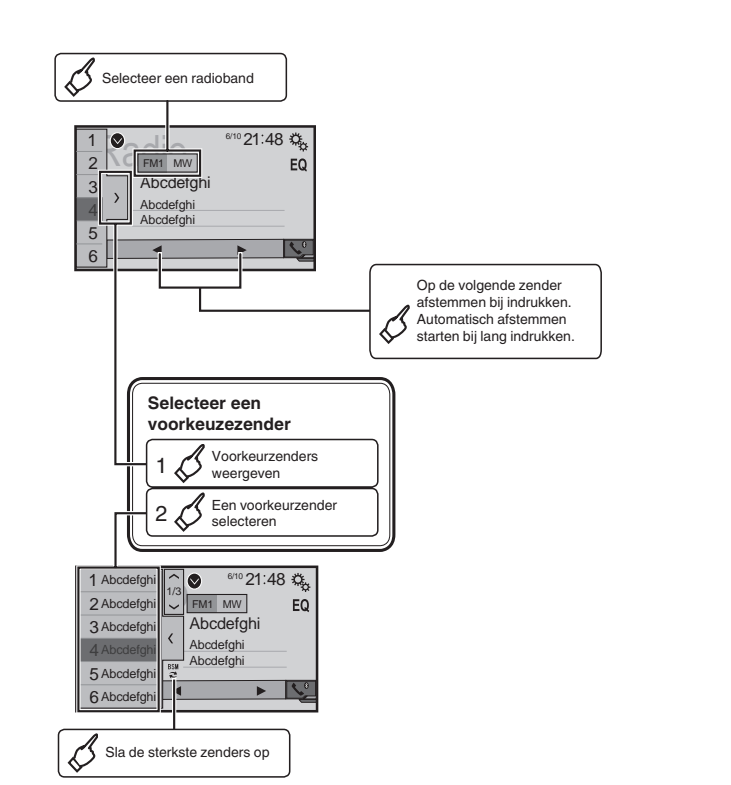 Selecteer een radioband
Radio
1
2
3
4
5
6
6/10 21:48
FM1 MW
EQ
Abcdefghi
Abcdefghi
Abcdefghi
Op de volgende zender
afstemmen bij indrukken.
Automatisch afstemmen
starten bij lang indrukken.
Selecteer een
voorkeuzezender
1 Voorkeurzenders
weergeven
2 Een voorkeurzender
selecteren
1 Abcdefghi
2 Abcdefghi
3 Abcdefghi
4 Abcdefghi
5 Abcdefghi
6 Abcdefghi
1/3
BSM
6/10 21:48
FM1 MW
EQ
Abcdefghi
Abcdefghi
Abcdefghi
Sla de sterkste zenders op